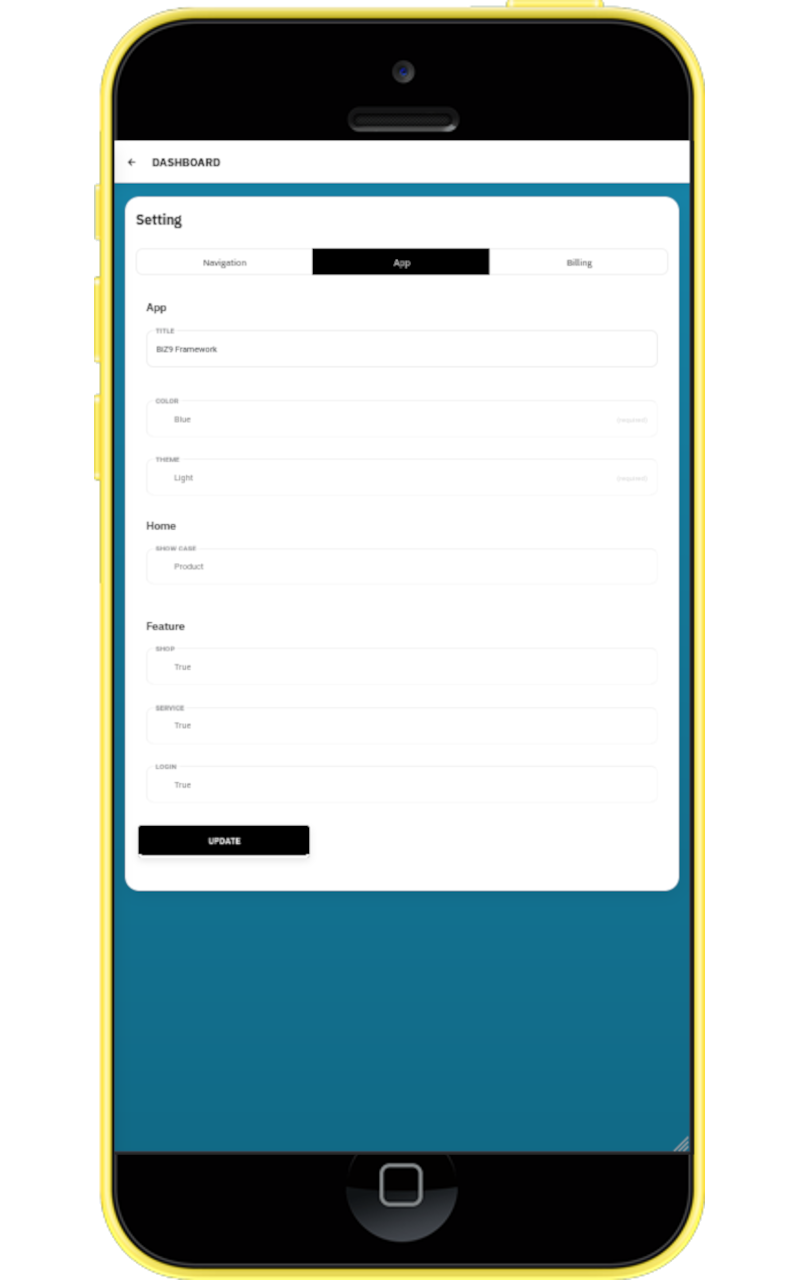 ← DASHBOARD
Setting
Navigation App Billing
App
TITLE
BiZ9 Framework
COLOR
Blue (required)
THEME
Light (required)
Home
SHOW CASE
Product
Feature
SHOP
True
SERVICE
True
LOGIN
True
UPDATE